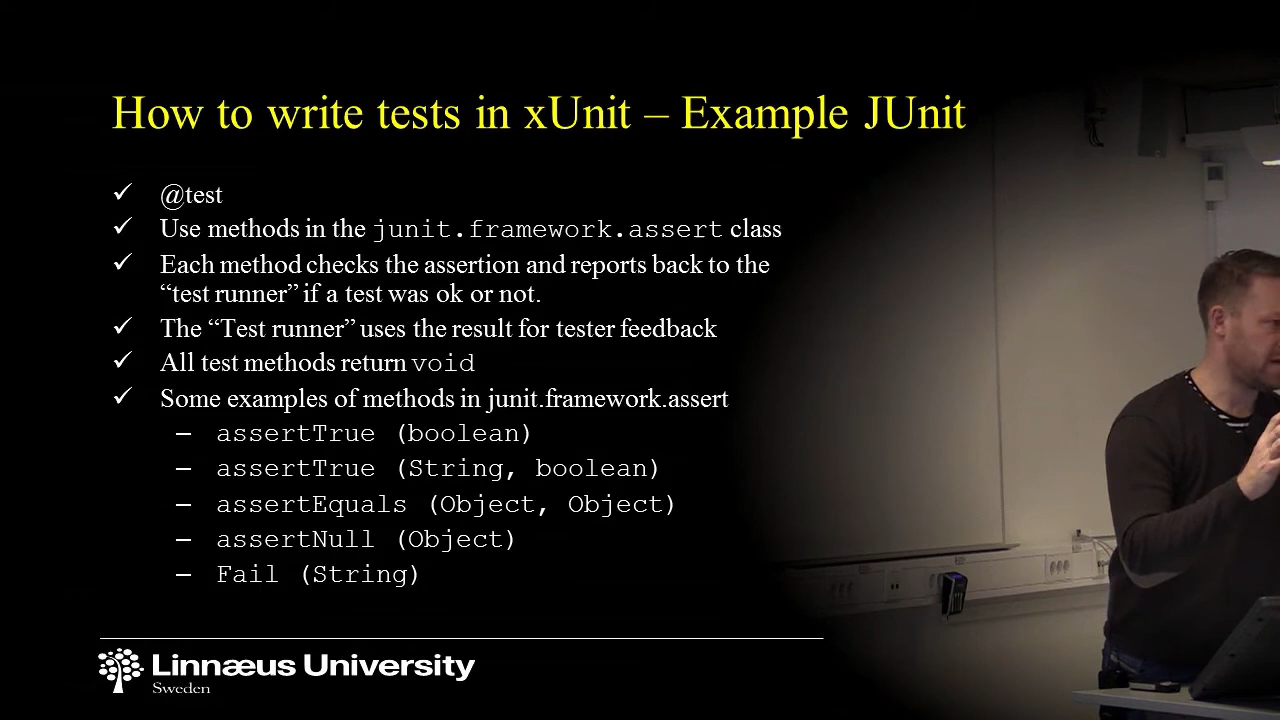 How to write tests in xUnit – Example JUnit
@test
Use methods in the junit.framework.assert class
Each method checks the assertion and reports back to the
“test runner” if a test was ok or not.
The “Test runner” uses the result for tester feedback
All test methods return void
Some examples of methods in junit.framework.assert
– assertTrue (boolean)
– assertTrue (String, boolean)
– assertEquals (Object, Object)
– assertNull (Object)
– Fail (String)
Linnæus University
Sweden